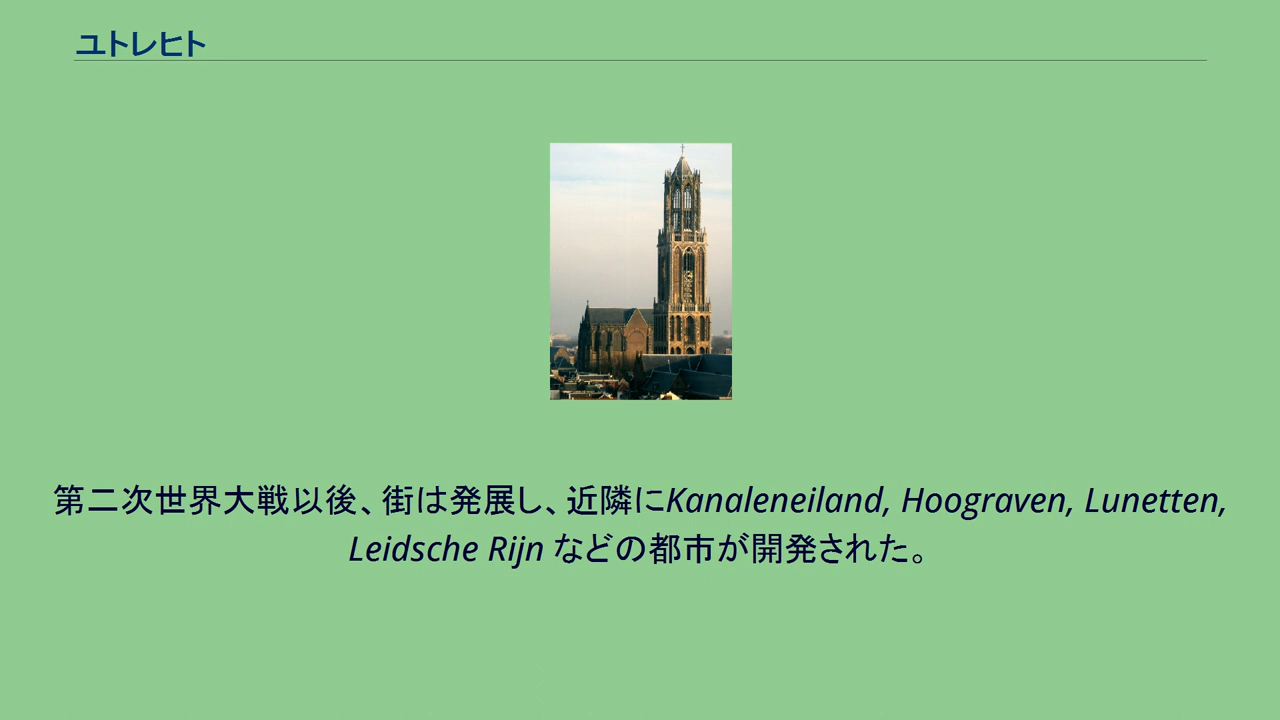 ユトレヒト
第二次世界大戦以後、街は発展し、近隣にKanaleneiland, Hoograven, Lunetten,
Leidsche Rijn などの都市が開発された。